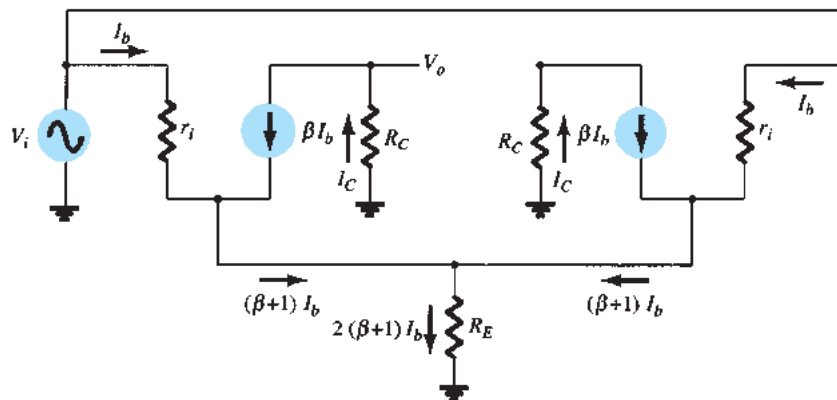 I_b
V_o
V_i
r_i
βI_b
R_C
I_C
R_C
I_C
βI_b
r_i
I_b
(β+1) I_b
(β+1) I_b
2 (β+1) I_b
R_E